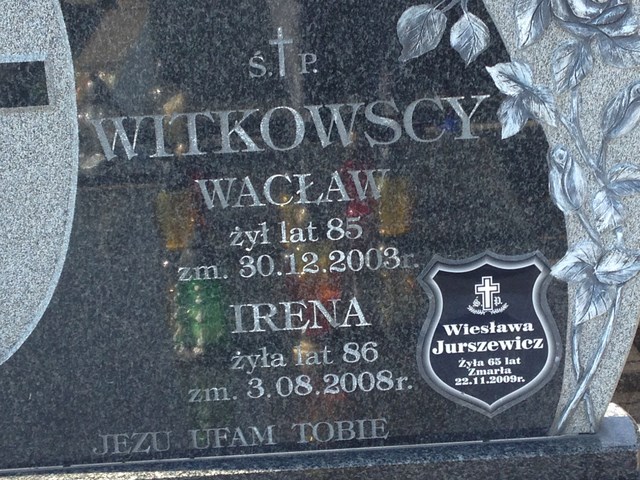 Ś. P.
WITKOWSCY
WACŁAW
żył lat 85
zm. 30.12.2003r.
IRENA
żyła lat 86
zm. 3.08.2008r.
JEZU UFAM TOBIE
Ś. P.
Wiesława
Jurszewicz
Żyła 65 lat
Zmarła
22.11.2009r.